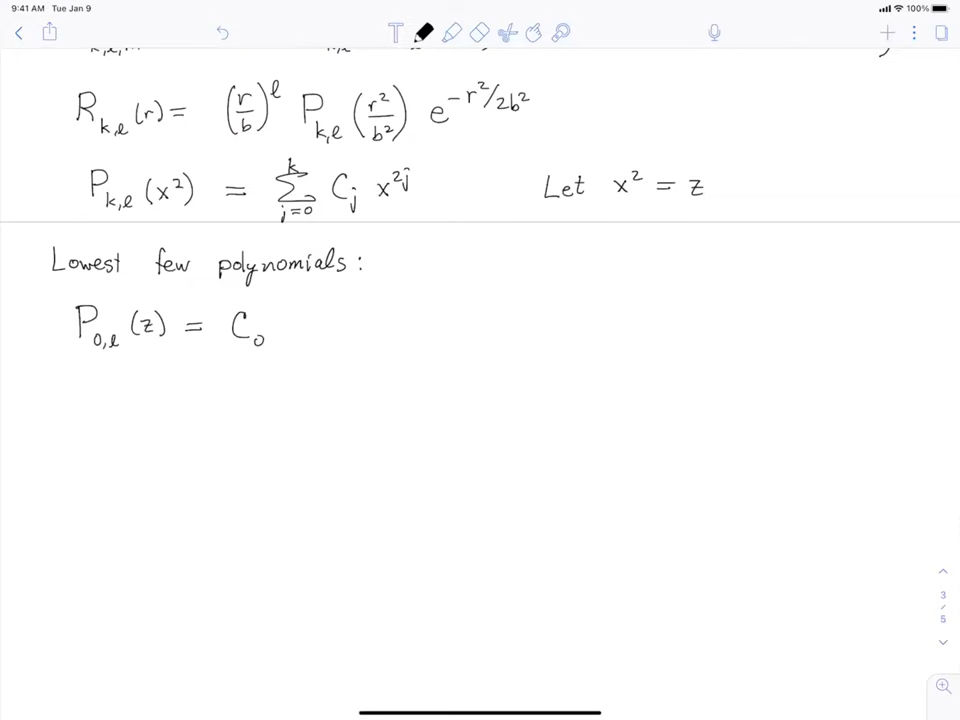 9:41 AM Tue Jan 9
100%
R_{k,ℓ}(r) = (r/b)^ℓ P_{k,ℓ}(r²/b²) e^{-r²/2b²}
P_{k,ℓ}(x²) = Σ_{j=0}^{k} C_j x^{2j} Let x² = z
Lowest few polynomials:
P_{0,ℓ}(z) = C_0
3
/
5